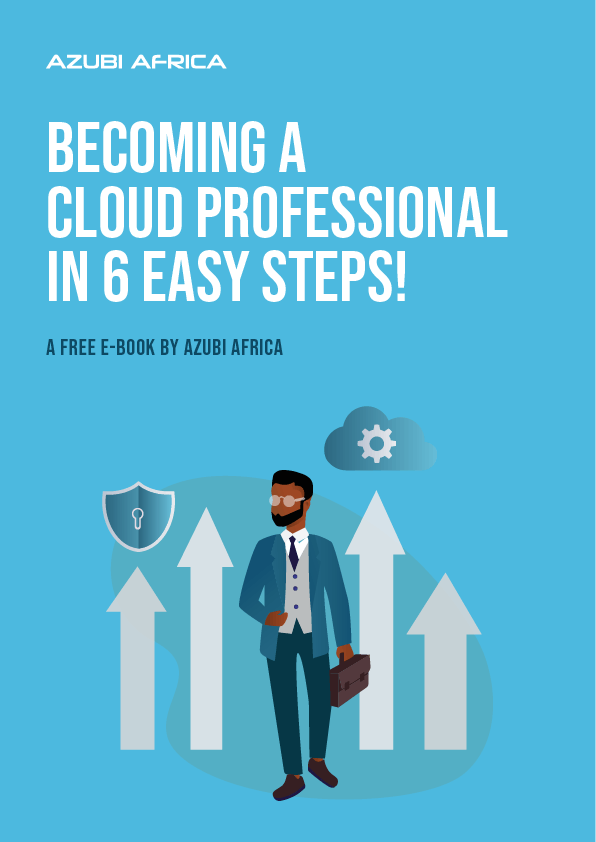 AZUBI AFRICA
BECOMING A
CLOUD PROFESSIONAL
IN 6 EASY STEPS!
A FREE E-BOOK BY AZUBI AFRICA